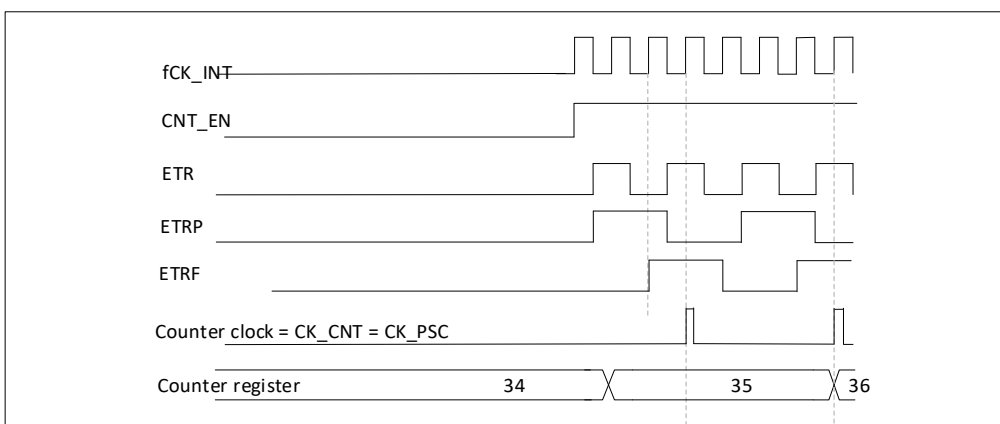 fCK_INT
CNT_EN
ETR
ETRP
ETRF
Counter clock = CK_CNT = CK_PSC
Counter register 34 35 36